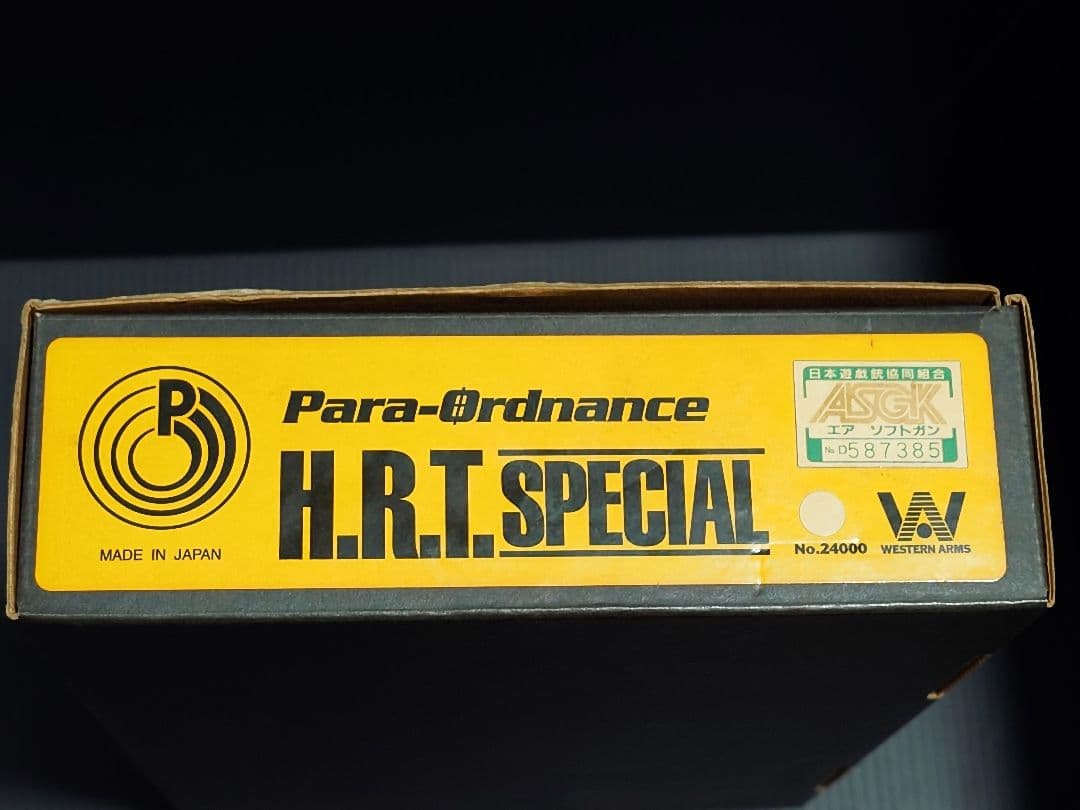 P
MADE IN JAPAN
Para-Ordnance
H.R.T. SPECIAL
日本遊戯銃協同組合
ASGK
エア ソフトガン
No D587385
No.24000
WA
WESTERN ARMS